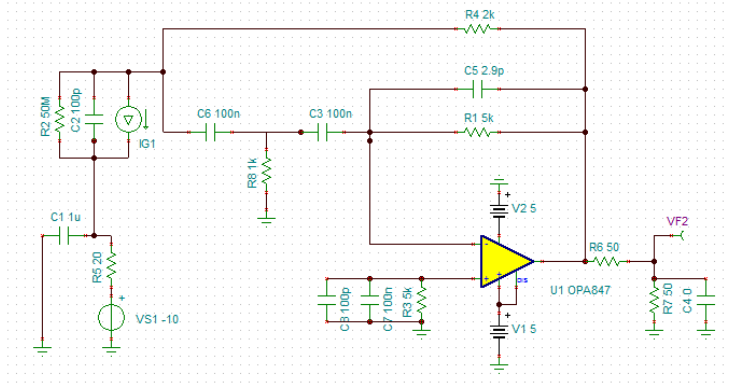 R4 2k
C5 2.9p
R2 50M
C2 100p
IG1
C6 100n
C3 100n
R1 5k
R8 1k
V2 5
+
VF2
C1 1u
R5 20
+
VS1 -10
-
+
+
R6 50
U1 OPA847
C8 100p
C7 100n
R3 5k
V1 5
+
R7 50
C4 0